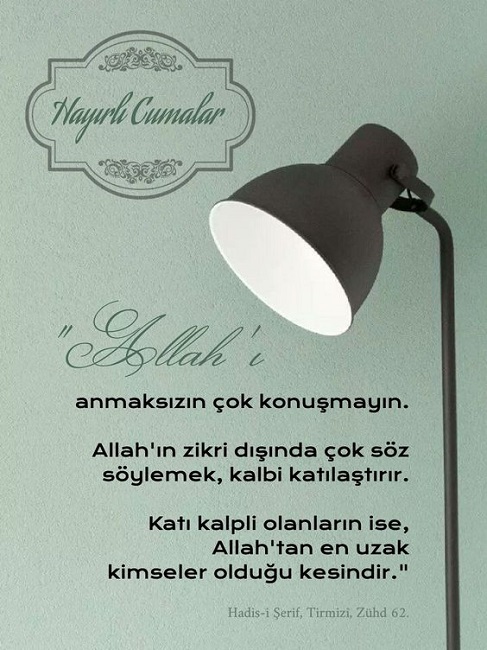 Hayırlı Cumalar
"Allah'ı
anmaksızın çok konuşmayın.
Allah'ın zikri dışında çok söz
söylemek, kalbi katılaştırır.
Katı kalpli olanların ise,
Allah'tan en uzak
kimseler olduğu kesindir."
Hadis-i Şerif, Tirmizî, Zühd 62.